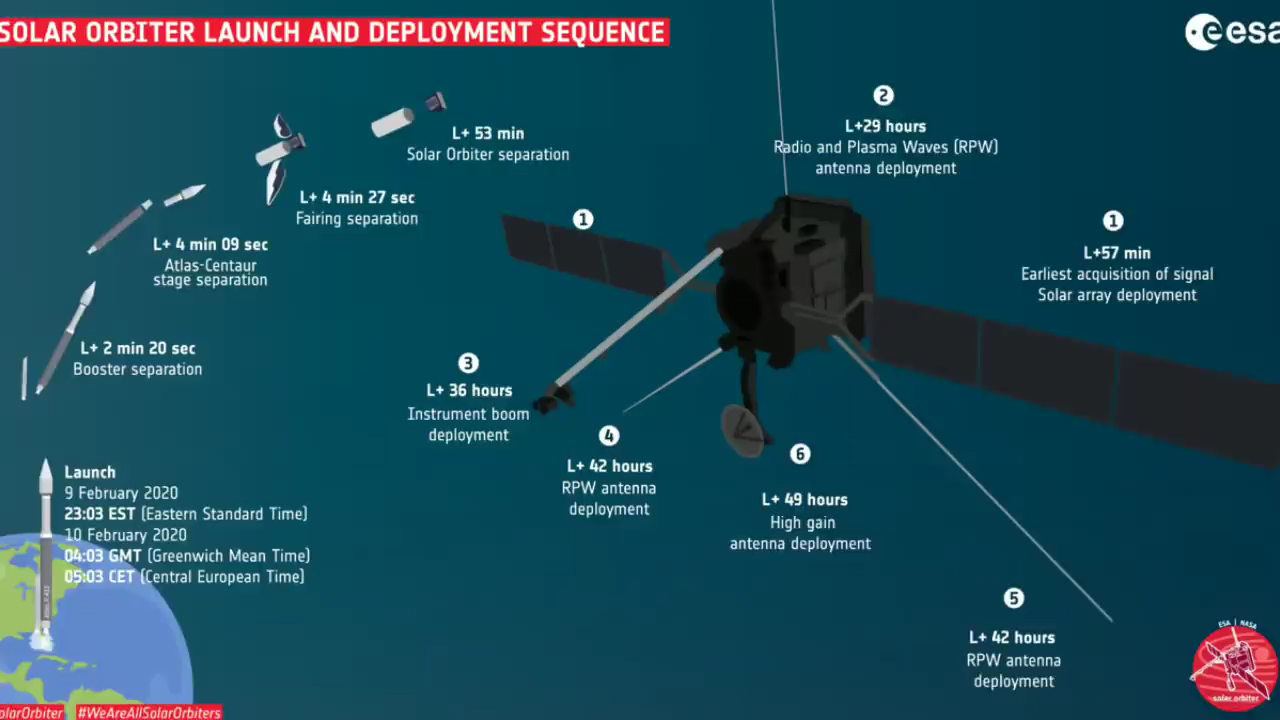 SOLAR ORBITER LAUNCH AND DEPLOYMENT SEQUENCE
esa
L+ 53 min
Solar Orbiter separation
L+ 4 min 27 sec
Fairing separation
L+ 4 min 09 sec
Atlas-Centaur
stage separation
L+ 2 min 20 sec
Booster separation
Launch
9 February 2020
23:03 EST (Eastern Standard Time)
10 February 2020
04:03 GMT (Greenwich Mean Time)
05:03 CET (Central European Time)
1
2
L+29 hours
Radio and Plasma Waves (RPW)
antenna deployment
1
L+57 min
Earliest acquisition of signal
Solar array deployment
3
L+ 36 hours
Instrument boom
deployment
4
L+ 42 hours
RPW antenna
deployment
6
L+ 49 hours
High gain
antenna deployment
5
L+ 42 hours
RPW antenna
deployment
ESA | NASA
solar orbiter
olarOrbiter #WeAreAllSolarOrbiters